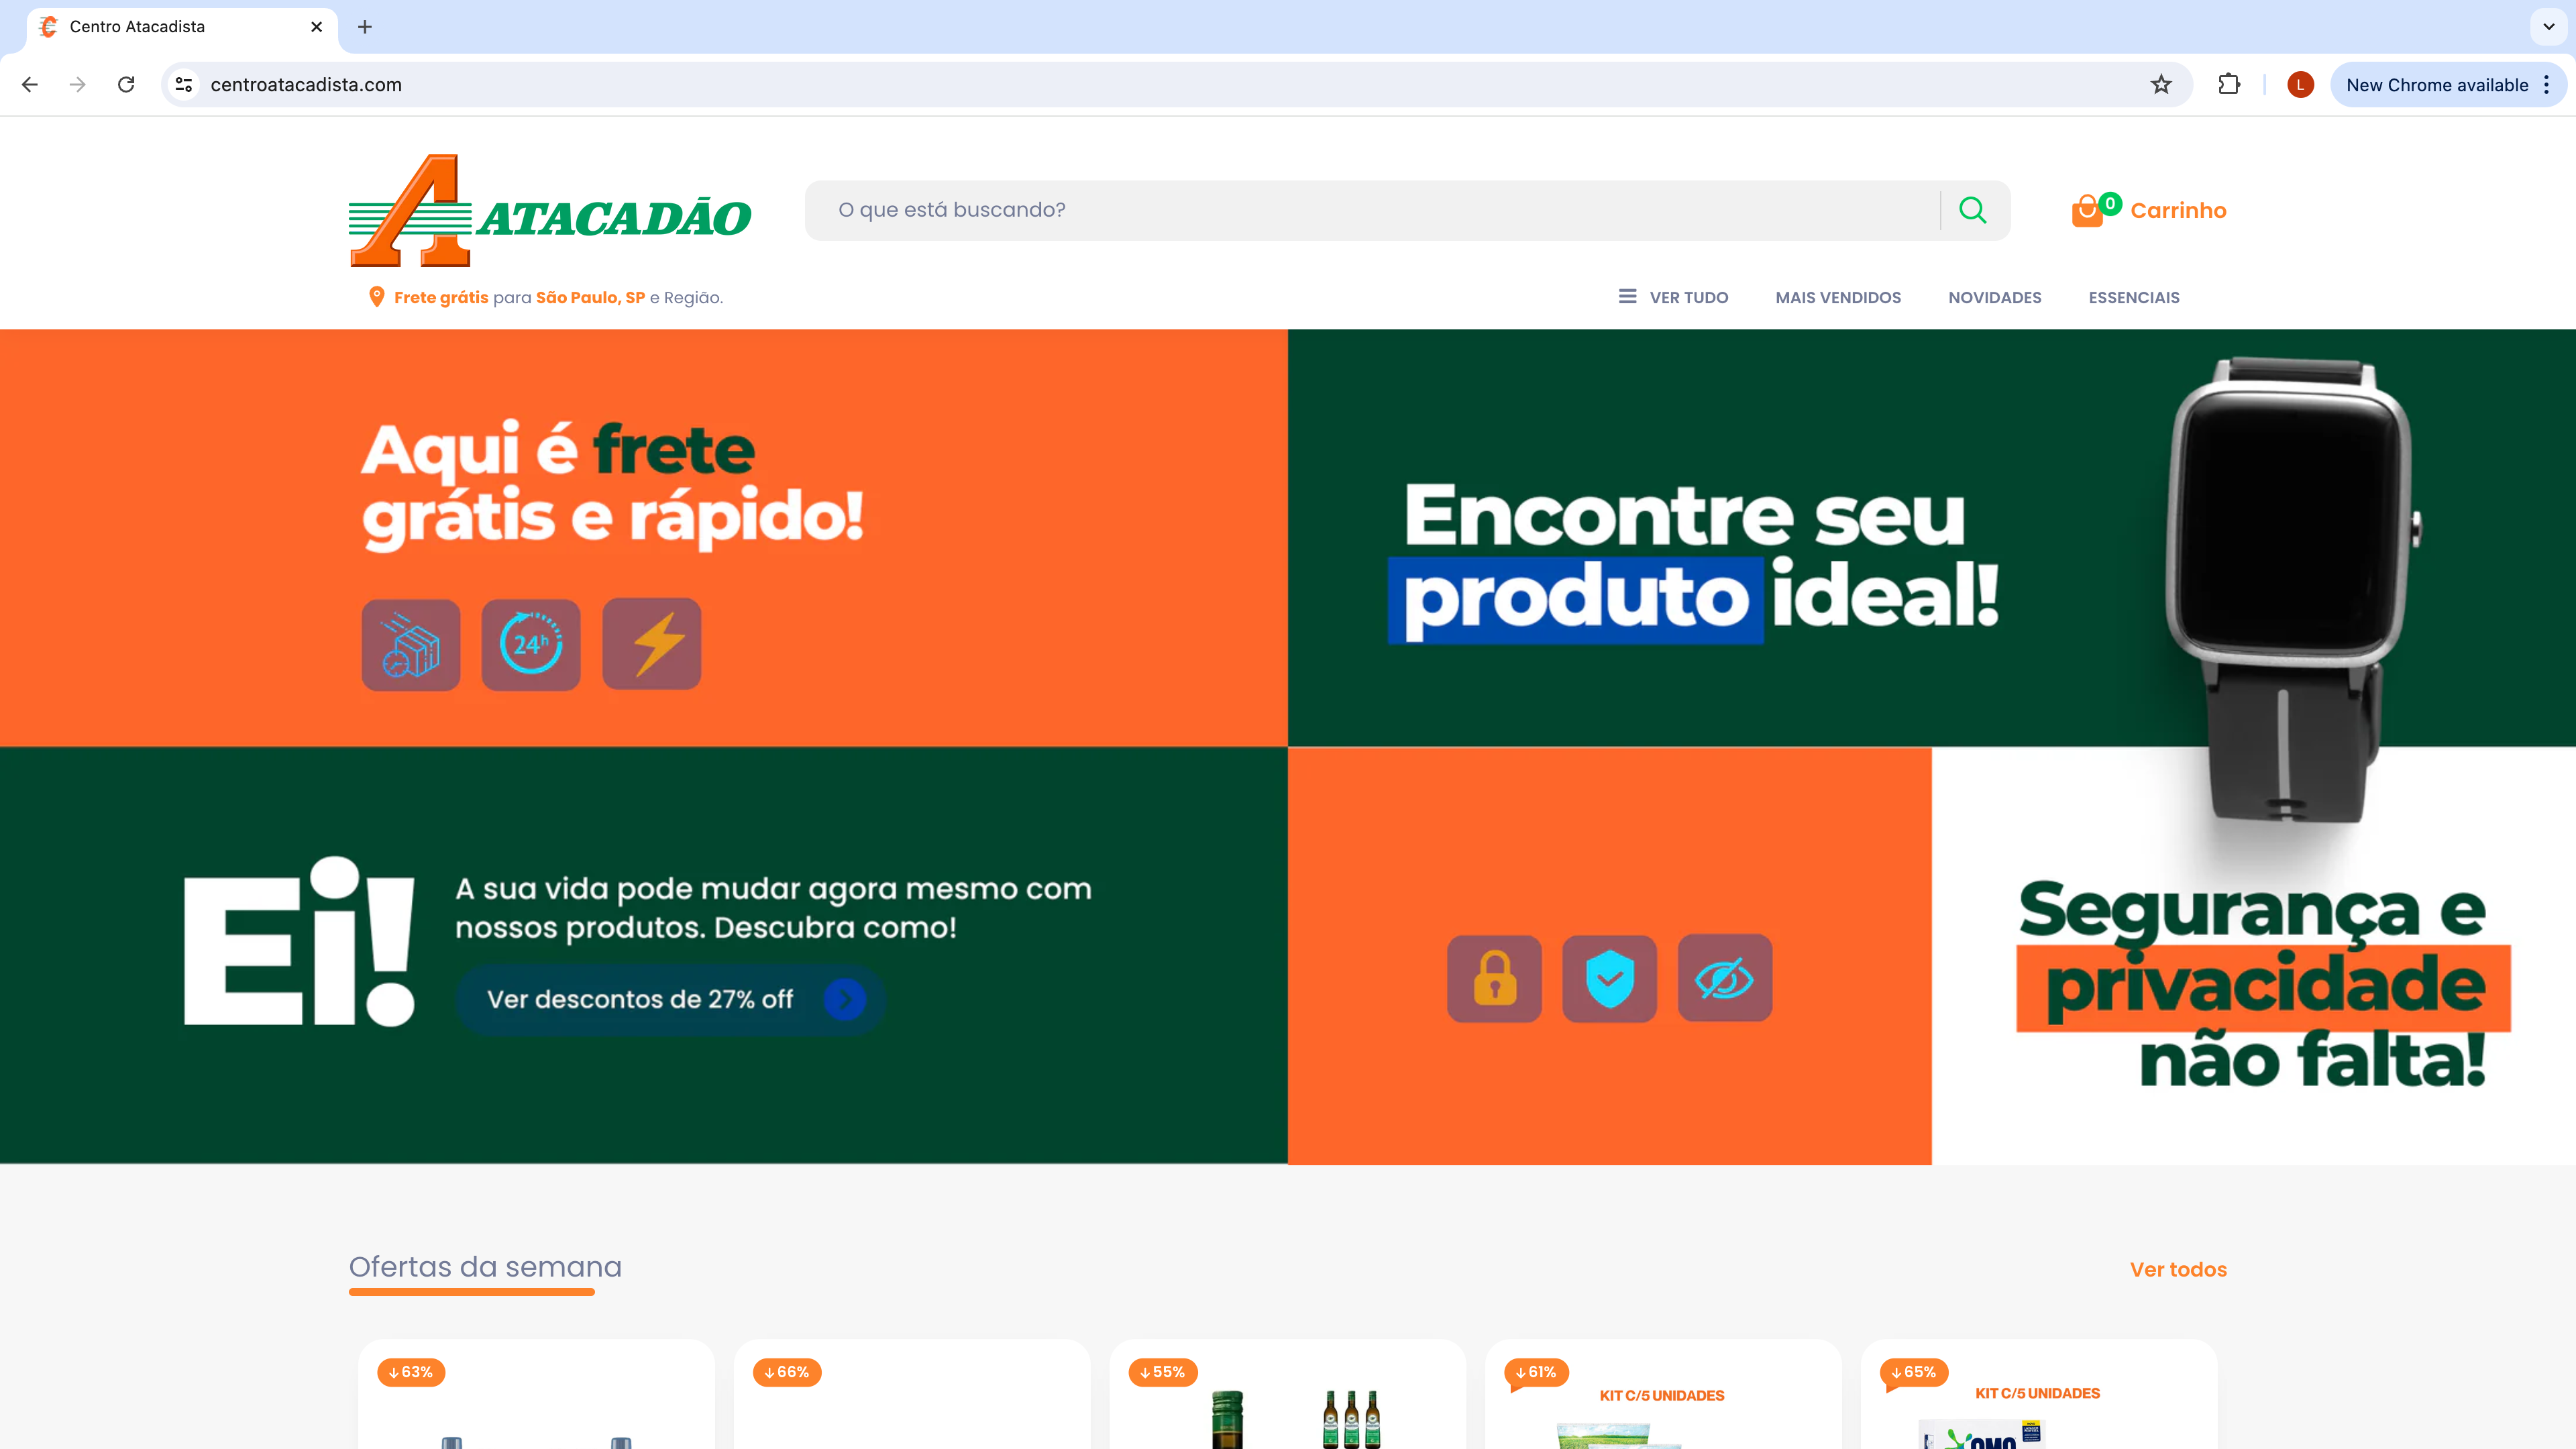 Centro Atacadista
centroatacadista.com
L
New Chrome available
A ATACADÃO
O que está buscando?
0
Carrinho
Frete grátis para São Paulo, SP e Região.
VER TUDO
MAIS VENDIDOS
NOVIDADES
ESSENCIAIS
Aqui é frete
grátis e rápido!
24h
Encontre seu
produto ideal!
Ei!
A sua vida pode mudar agora mesmo com
nossos produtos. Descubra como!
Ver descontos de 27% off
Segurança e
privacidade
não falta!
Ofertas da semana
Ver todos
↓63%
↓66%
↓55%
↓61%
KIT C/5 UNIDADES
↓65%
KIT C/5 UNIDADES
OMO